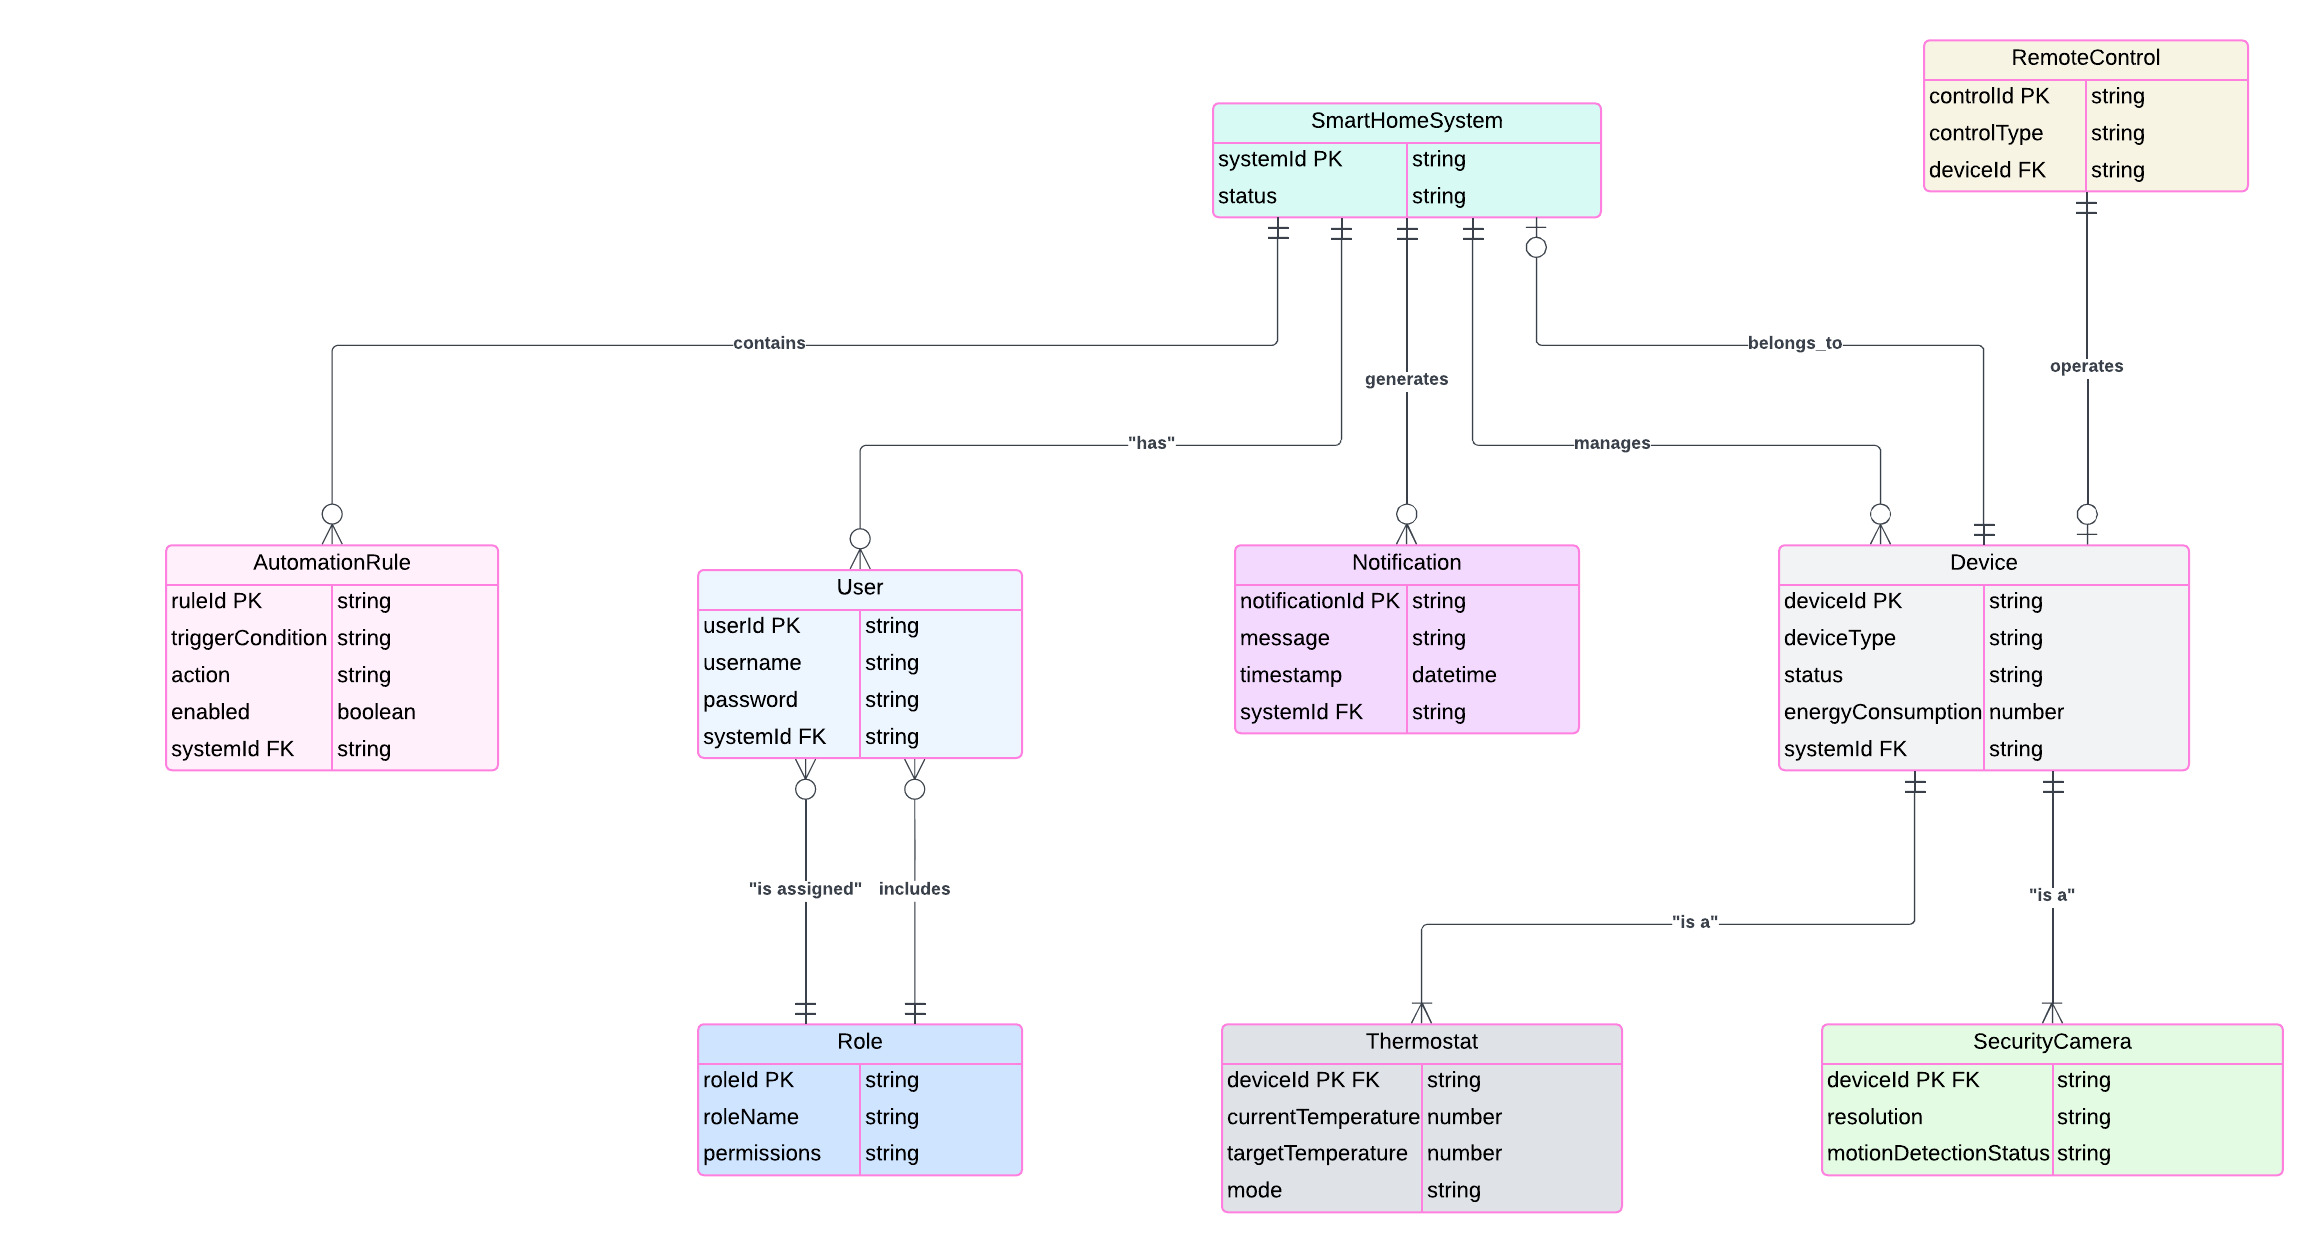 RemoteControl
controlId PK string
controlType string
deviceId FK string
SmartHomeSystem
systemId PK string
status string
contains
belongs_to
operates
generates
"has"
manages
AutomationRule
ruleId PK string
triggerCondition string
action string
enabled boolean
systemId FK string
User
userId PK string
username string
password string
systemId FK string
Notification
notificationId PK string
message string
timestamp datetime
systemId FK string
Device
deviceId PK string
deviceType string
status string
energyConsumption number
systemId FK string
"is assigned"
includes
"is a"
"is a"
Role
roleId PK string
roleName string
permissions string
Thermostat
deviceId PK FK string
currentTemperature number
targetTemperature number
mode string
SecurityCamera
deviceId PK FK string
resolution string
motionDetectionStatus string